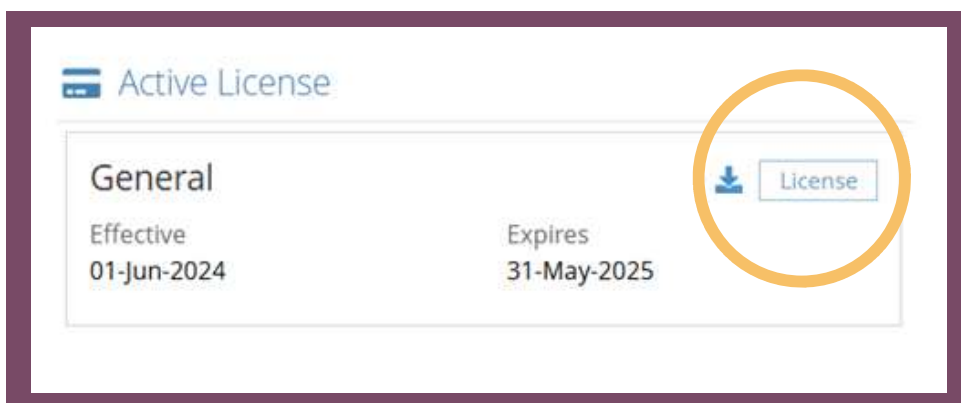 Active License
General
License
Effective
Expires
01-Jun-2024
31-May-2025